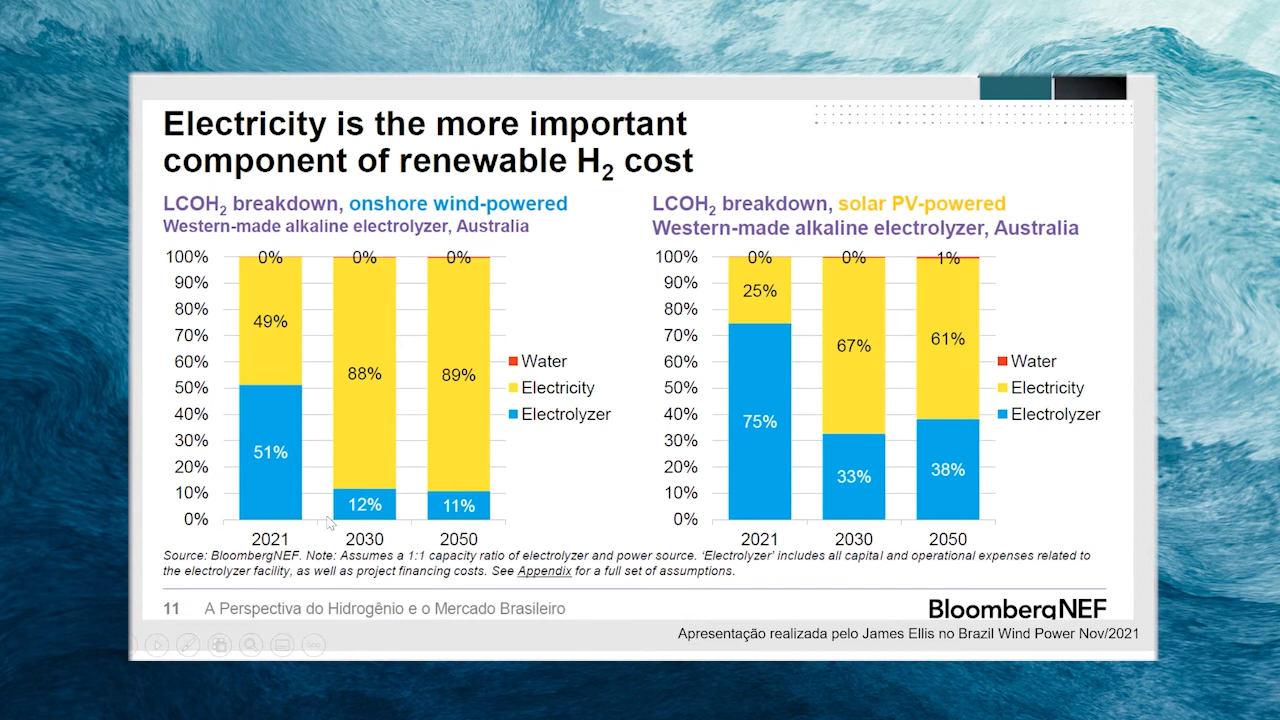 Electricity is the more important
component of renewable H2 cost
LCOH2 breakdown, onshore wind-powered
Western-made alkaline electrolyzer, Australia
100%
90%
80%
70%
60%
50%
40%
30%
20%
10%
0%
0%
49%
51%
0%
88%
12%
0%
89%
11%
2021
2030
2050
Water
Electricity
Electrolyzer
LCOH2 breakdown, solar PV-powered
Western-made alkaline electrolyzer, Australia
100%
90%
80%
70%
60%
50%
40%
30%
20%
10%
0%
0%
25%
75%
0%
67%
33%
1%
61%
38%
2021
2030
2050
Water
Electricity
Electrolyzer
Source: BloombergNEF. Note: Assumes a 1:1 capacity ratio of electrolyzer and power source. ‘Electrolyzer’ includes all capital and operational expenses related to
the electrolyzer facility, as well as project financing costs. See Appendix for a full set of assumptions.
11 A Perspectiva do Hidrogênio e o Mercado Brasileiro
BloombergNEF
Apresentação realizada pelo James Ellis no Brazil Wind Power Nov/2021